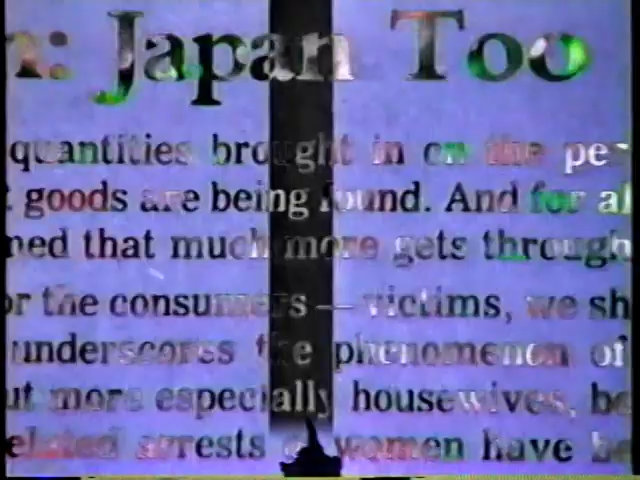 n: Japan Too
quantities brought in on the per
t goods are being found. And for al
ned that much more gets through
or the consumers — victims, we sh
underscores the phenomenon of
ut more especially housewives, be
elated arrests of women have be